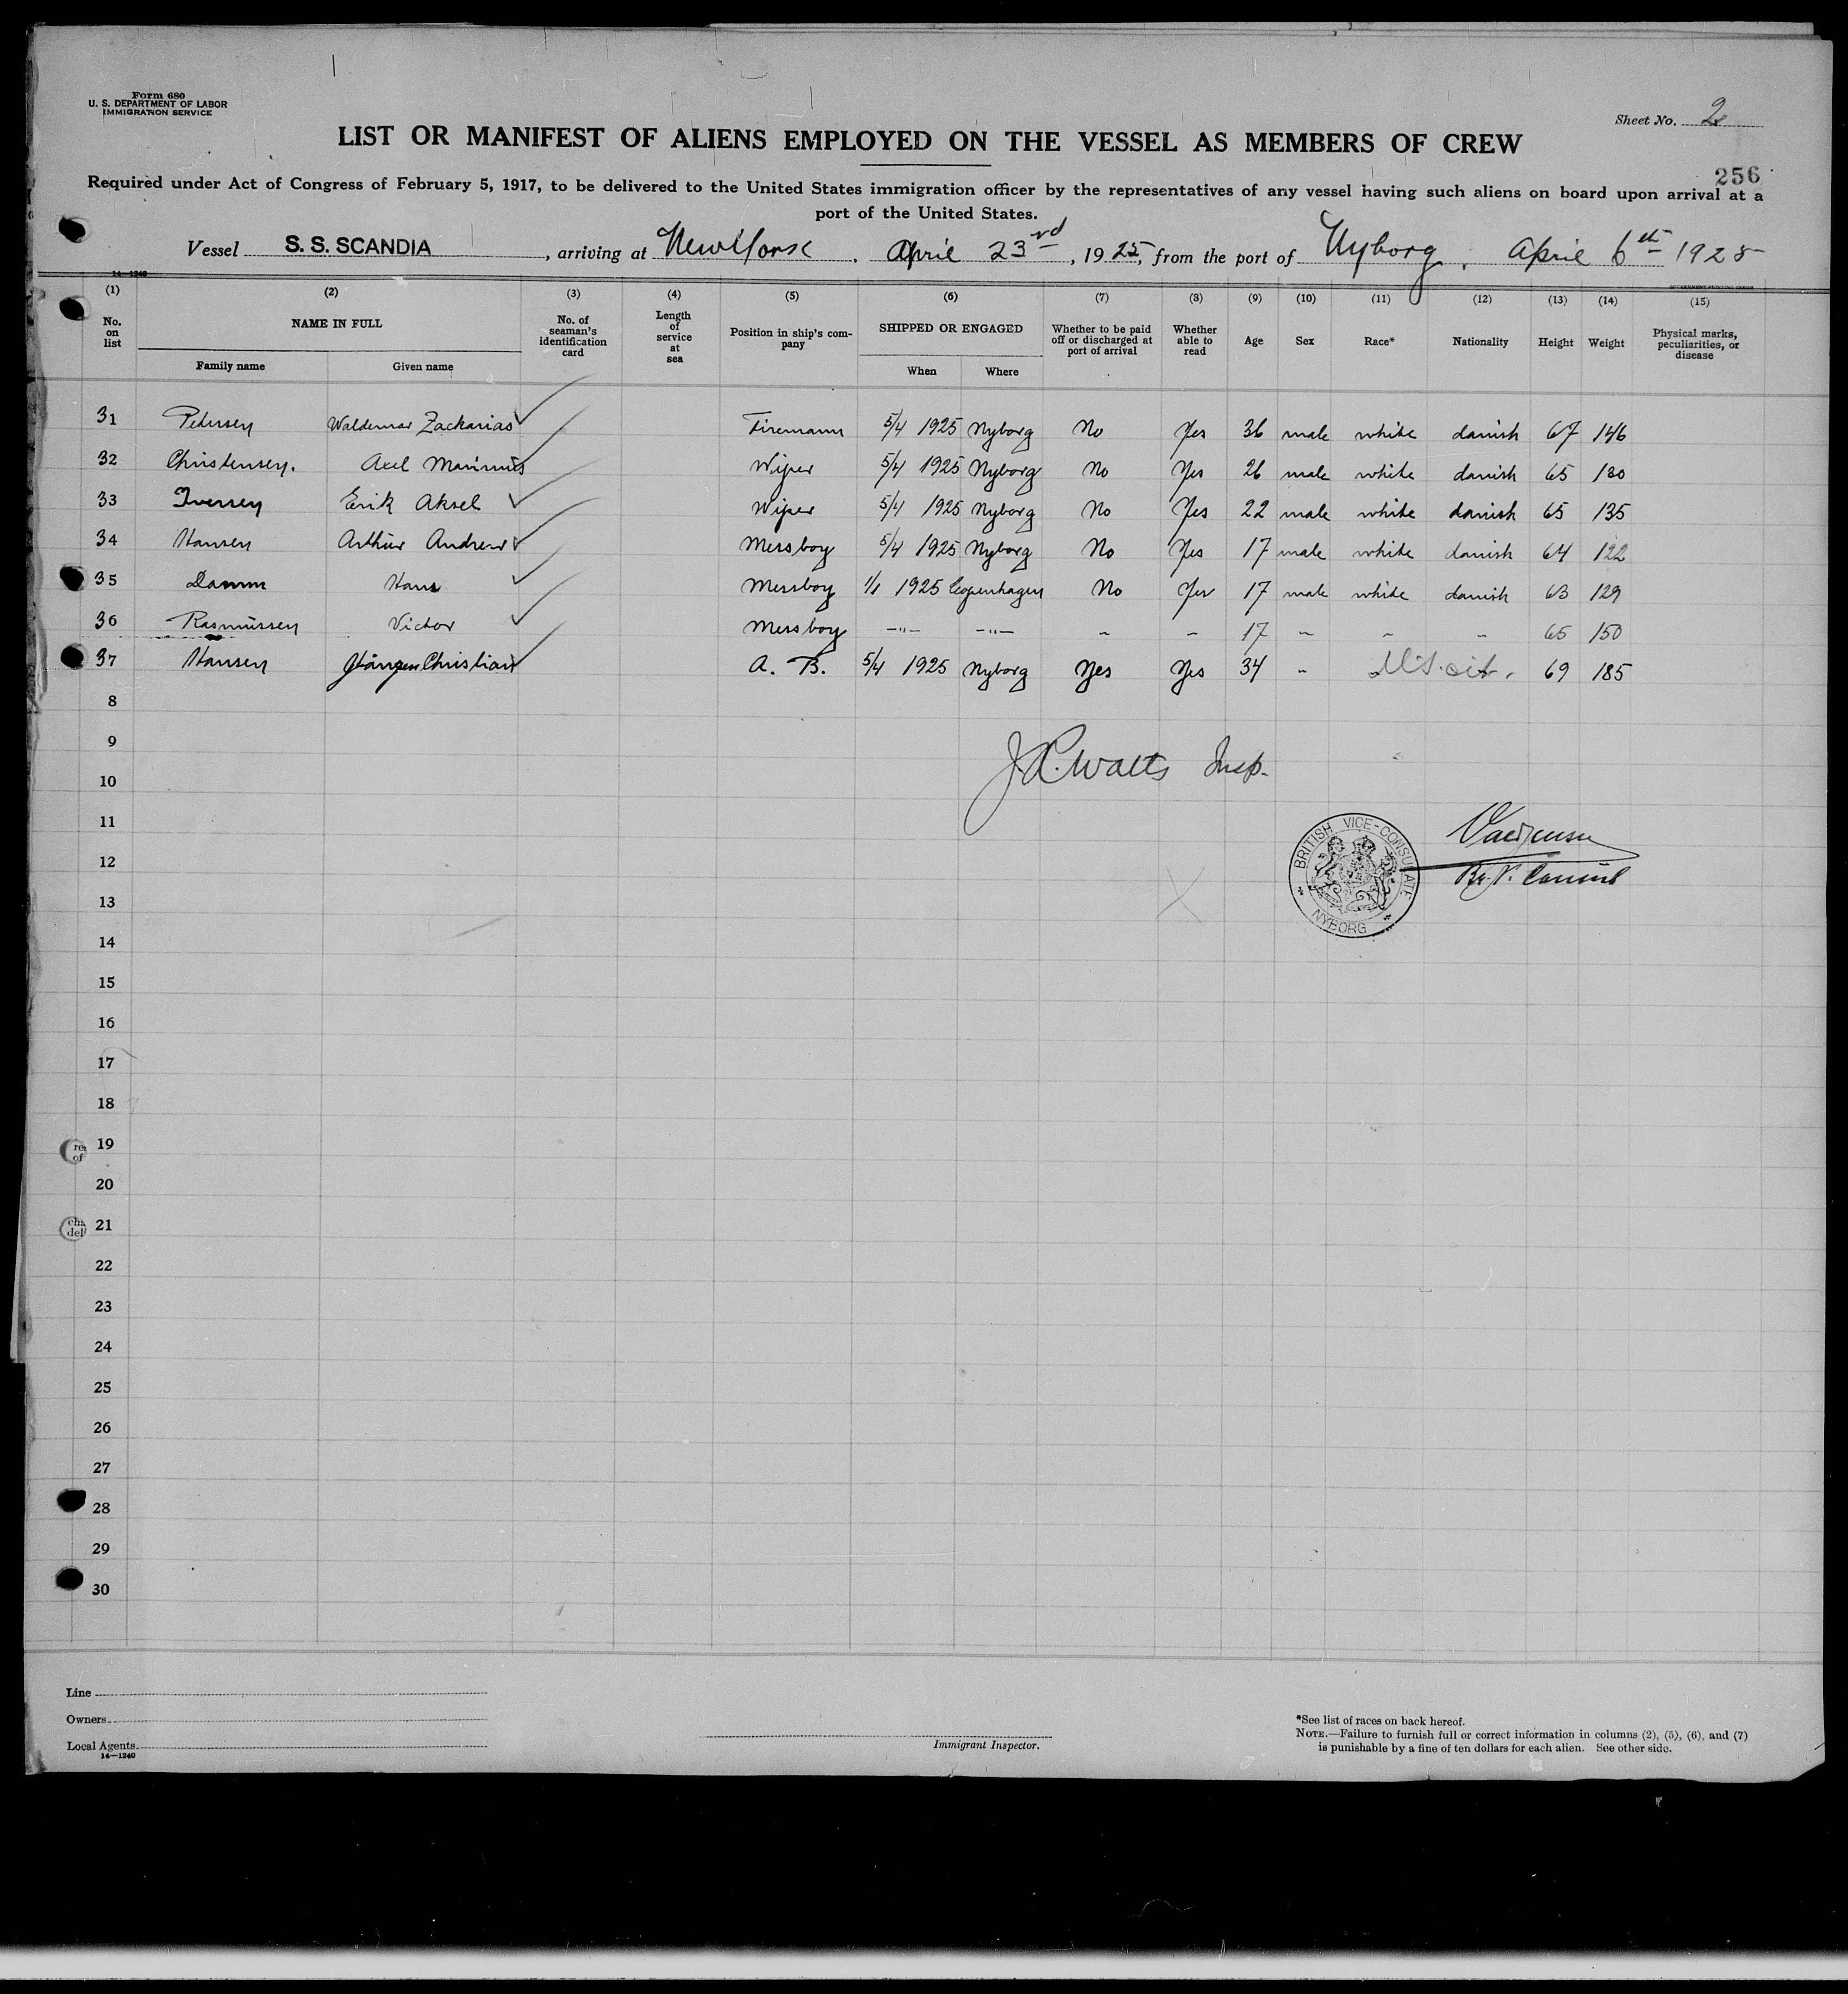 Form 680
U. S. DEPARTMENT OF LABOR
IMMIGRATION SERVICE
Sheet No. 2
LIST OR MANIFEST OF ALIENS EMPLOYED ON THE VESSEL AS MEMBERS OF CREW
256
Required under Act of Congress of February 5, 1917, to be delivered to the United States immigration officer by the representatives of any vessel having such aliens on board upon arrival at a
port of the United States.
Vessel S. S. SCANDIA, arriving at New York. April 23rd, 1925, from the port of Nyborg. April 6th 1925
14—1240
(1) (2) (3) (4) (5) (6) (7) (8) (9) (10) (11) (12) (13) (14) (15)
No. on list NAME IN FULL No. of seaman's identification card Length of service at sea Position in ship's company SHIPPED OR ENGAGED Whether to be paid off or discharged at port of arrival Whether able to read Age Sex Race* Nationality Height Weight Physical marks, peculiarities, or disease
Family name Given name When Where
31 Petersen Waldemar Zackarias Firemann 5/4 1925 Nyborg No Yes 36 male white danish 67 146
32 Christensen. Axel Marinus Wiper 5/4 1925 Nyborg No Yes 26 male white danish 65 130
33 Iversen Erik Aksel Wiper 5/4 1925 Nyborg No Yes 22 male white danish 65 135
34 Hansen Arthur Andrew Messboy 5/4 1925 Nyborg No Yes 17 male white danish 64 122
35 Damm Hans Messboy 1/1 1925 Copenhagen No Yes 17 male white danish 63 129
36 Rasmussen Victor Messboy —"— —"— ~ ~ 17 ~ ~ ~ 65 150
37 Hansen Jörgen Christian A. B. 5/4 1925 Nyborg Yes Yes 34 ~ U.S. cit. 69 185
8
9
J. Watts Insp.
10
11
BRITISH VICE-CONSULATE
NYBORG
Br. V. Consul
12
13
14
15
16
17
18
19
20
21
22
23
24
25
26
27
28
29
30
Line
Owners
Local Agents
14—1240
Immigrant Inspector.
*See list of races on back hereof.
NOTE.—Failure to furnish full or correct information in columns (2), (5), (6), and (7)
is punishable by a fine of ten dollars for each alien. See other side.